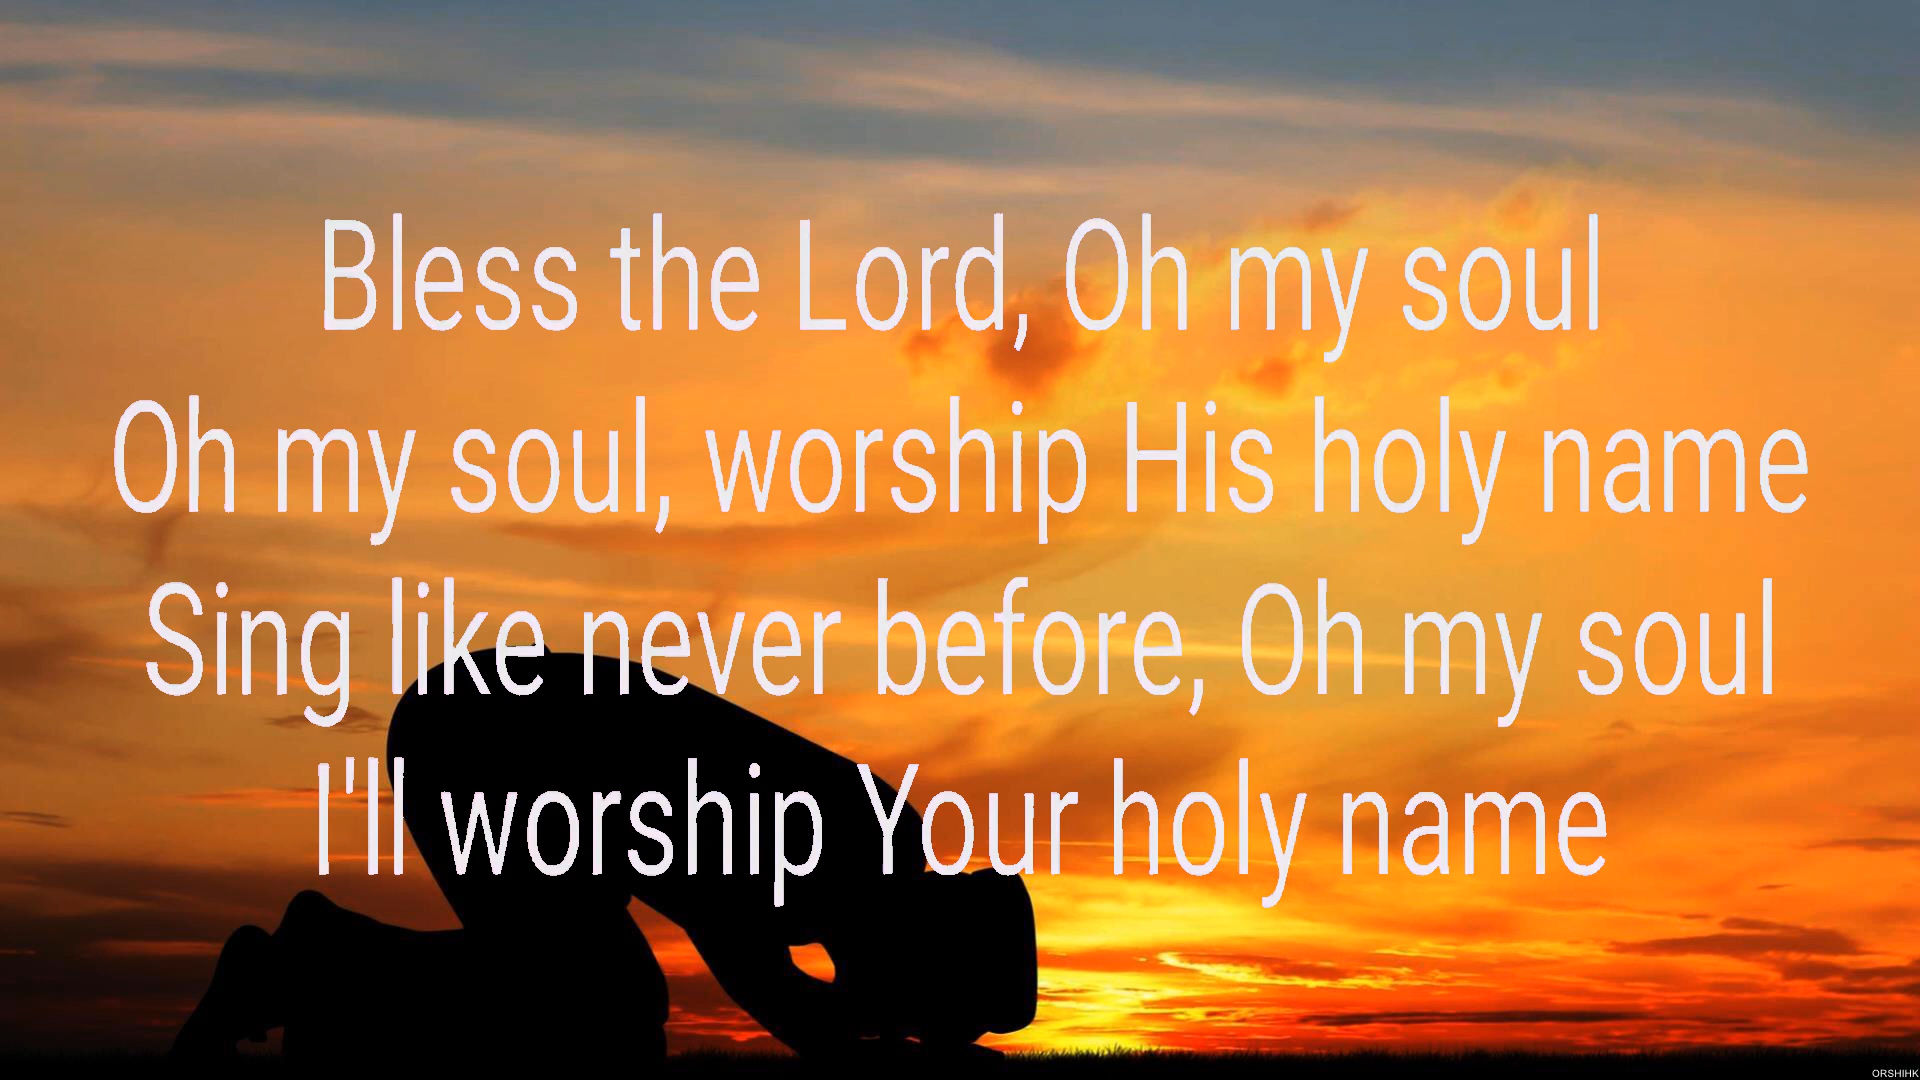 Bless the Lord, Oh my soul
Oh my soul, worship His holy name
Sing like never before, Oh my soul
I'll worship Your holy name
ORSHIHK